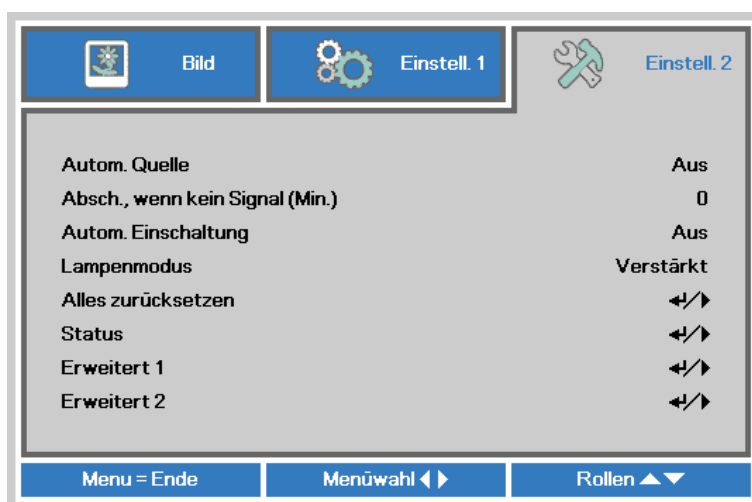 Bild
Einstell. 1
Einstell. 2
Autom. Quelle Aus
Absch., wenn kein Signal (Min.) 0
Autom. Einschaltung Aus
Lampenmodus Verstärkt
Alles zurücksetzen
Status
Erweitert 1
Erweitert 2
Menu = Ende
Menüwahl
Rollen